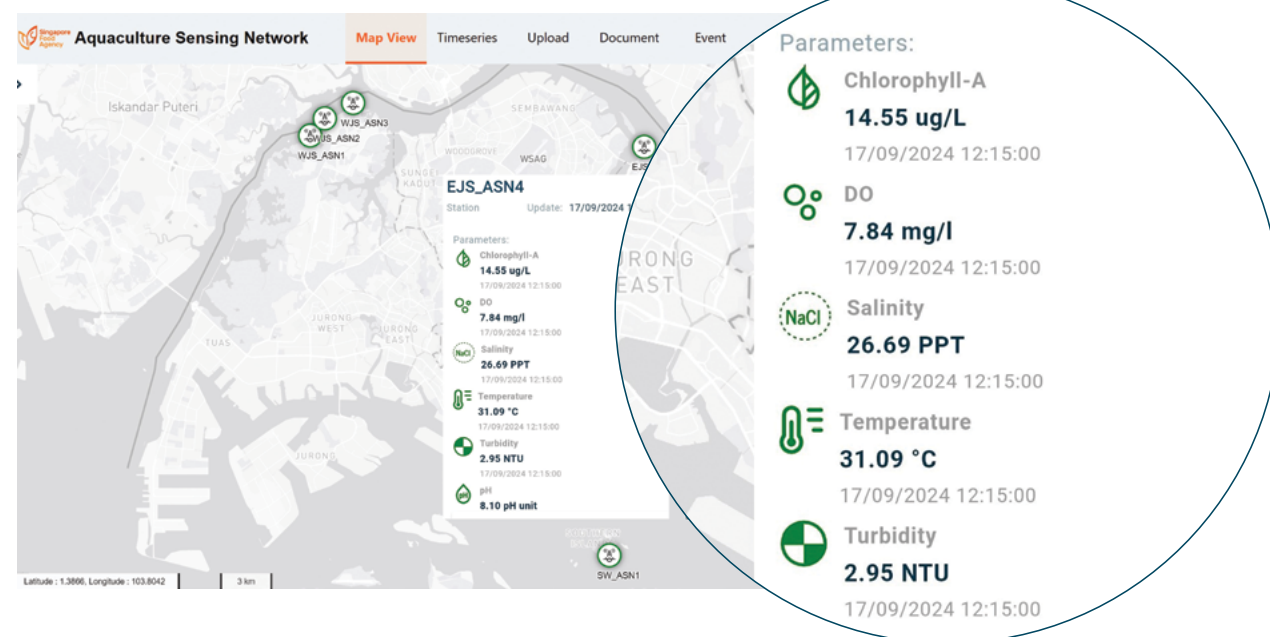 Singapore
Food
Agency
Aquaculture Sensing Network
Map View
Timeseries
Upload
Document
Event
Iskandar Puteri
SEMBAWANG
WJS_ASN3
WJS_ASN2
WJS_ASN1
WOODGROVE
WSAG
EJS
SUNGEI
KADUT
EJS_ASN4
Station
Update: 17/09/2024 1
Parameters:
Chlorophyll-A
14.55 ug/L
17/09/2024 12:15:00
DO
7.84 mg/l
17/09/2024 12:15:00
NaCl
Salinity
26.69 PPT
17/09/2024 12:15:00
Temperature
31.09 °C
17/09/2024 12:15:00
Turbidity
2.95 NTU
17/09/2024 12:15:00
pH
pH
8.10 pH unit
JURONG
EAST
JURONG
WEST
JURONG
EAST
TUAS
JURONG
SOUTHERN
SW_ASN1
Latitude : 1.3866, Longitude : 103.8042
3 km
Parameters:
Chlorophyll-A
14.55 ug/L
17/09/2024 12:15:00
DO
7.84 mg/l
17/09/2024 12:15:00
NaCl
Salinity
26.69 PPT
17/09/2024 12:15:00
Temperature
31.09 °C
17/09/2024 12:15:00
Turbidity
2.95 NTU
17/09/2024 12:15:00